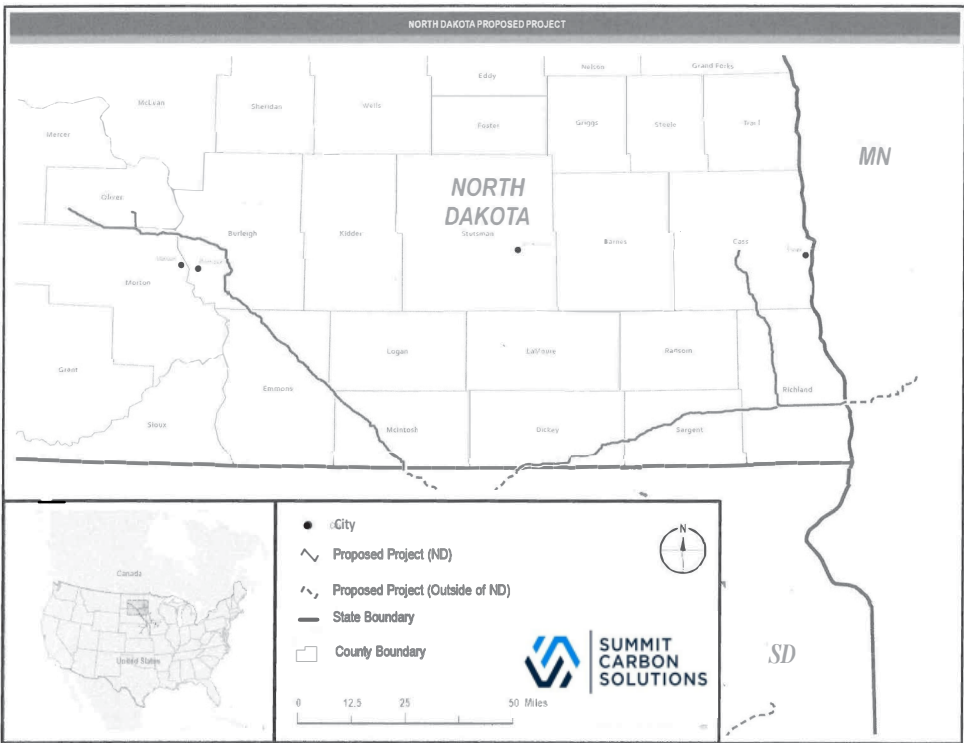 NORTH DAKOTA PROPOSED PROJECT
Nelson
Grand Forks
Eddy
McLean
Sheridan
Wells
Foster
Griggs
Steele
Mercer
MN
Oliver
NORTH
DAKOTA
Burleigh
Kidder
Stutsman
Barnes
Cass
Morton
Logan
LaMoure
Ransom
Grant
Emmons
Richland
Sioux
McIntosh
Dickey
Sargent
Canada
United States
City
Proposed Project (ND)
Proposed Project (Outside of ND)
State Boundary
County Boundary
N
SUMMIT
CARBON
SOLUTIONS
0 12.5 25 50 Miles
SD